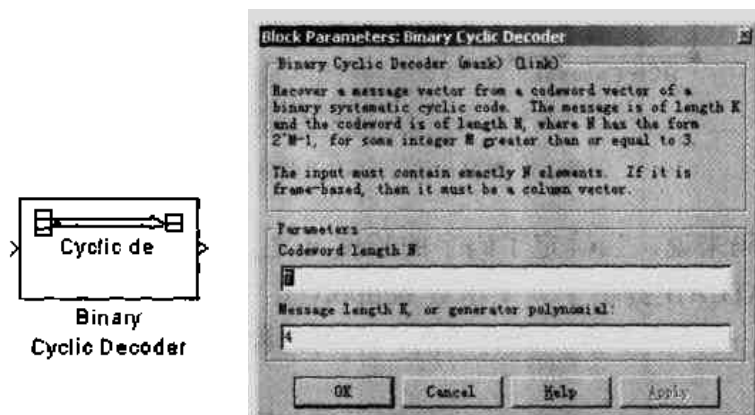 Cyclic de
Binary
Cyclic Decoder
Block Parameters: Binary Cyclic Decoder
Binary Cyclic Decoder (mask) (link)
Recover a message vector from a codeword vector of a
binary systematic cyclic code. The message is of length K
and the codeword is of length N, where N has the form
2^M-1, for some integer M greater than or equal to 3.
The input must contain exactly N elements. If it is
frame-based, then it must be a column vector.
Parameters
Codeword length N:
7
Message length K, or generator polynomial:
4
OK Cancel Help Apply